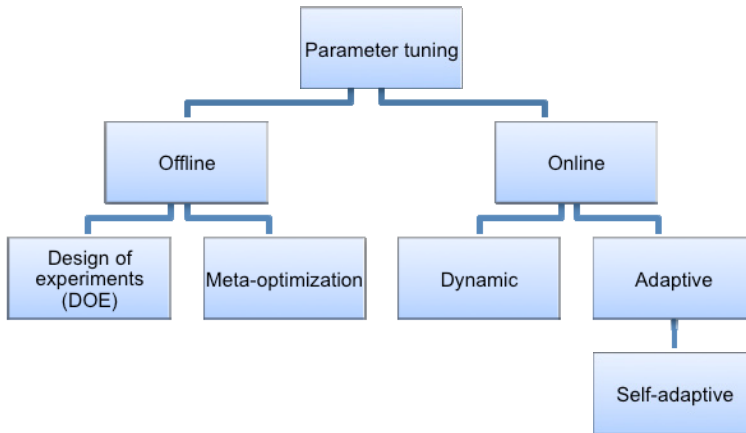 Parameter tuning
Offline
Online
Design of
experiments
(DOE)
Meta-optimization
Dynamic
Adaptive
Self-adaptive